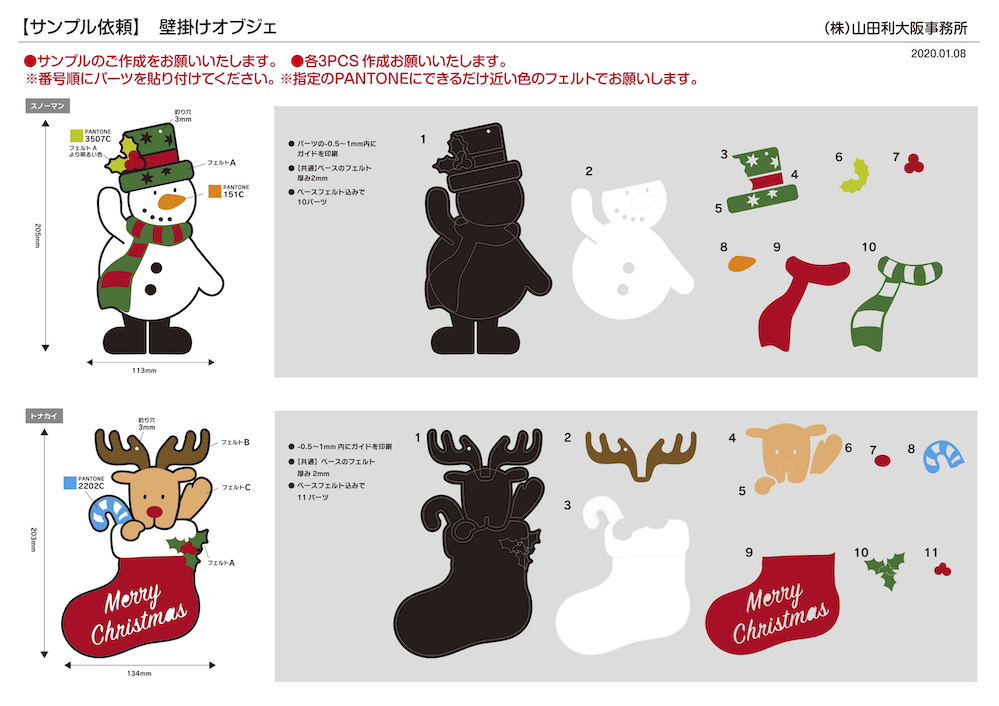 【サンプル依頼】 壁掛けオブジェ
(株)山田利大阪事務所
2020.01.08
●サンプルのご作成をお願いいたします。 ●各3PCS 作成お願いいたします。
※番号順にパーツを貼り付けてください。※指定のPANTONEにできるだけ近い色のフェルトでお願いします。
スノーマン
釣り穴
3mm
PANTONE
3507C
フェルト A
より明るい色
フェルトA
PANTONE
151C
205mm
113mm
● パーツの-0.5〜1mm内に
ガイドを印刷
● [共通]ベースのフェルト
厚み2mm
● ベースフェルト込みで
10パーツ
1
2
3
4
5
6
7
8
9
10
トナカイ
釣り穴
3mm
フェルトB
PANTONE
2202C
フェルトC
フェルトA
203mm
Merry
Christmas
134mm
● -0.5〜1mm 内にガイドを印刷
● [共通] ベースのフェルト
厚み 2mm
● ベースフェルト込みで
11 パーツ
1
2
3
4
5
6
7
8
9
Merry
Christmas
10
11